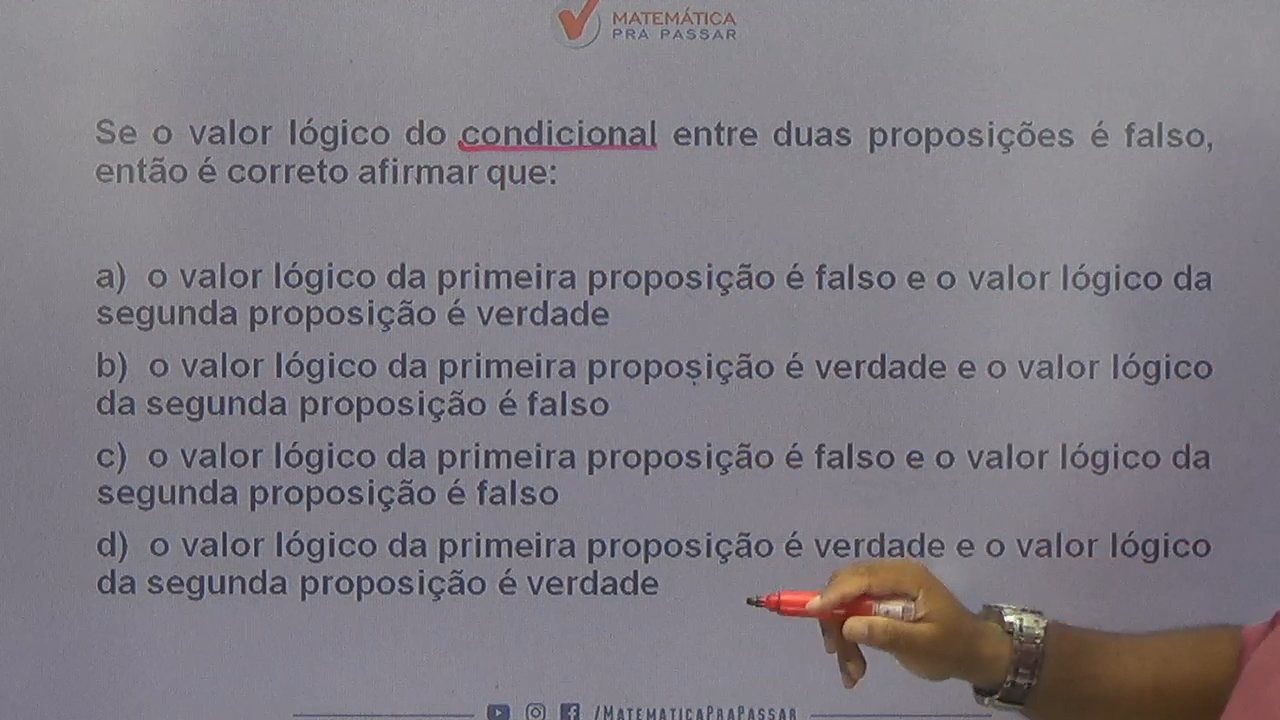 MATEMÁTICA
PRA PASSAR
Se o valor lógico do condicional entre duas proposições é falso,
então é correto afirmar que:
a) o valor lógico da primeira proposição é falso e o valor lógico da
segunda proposição é verdade
b) o valor lógico da primeira proposição é verdade e o valor lógico
da segunda proposição é falso
c) o valor lógico da primeira proposição é falso e o valor lógico da
segunda proposição é falso
d) o valor lógico da primeira proposição é verdade e o valor lógico
da segunda proposição é verdade
/MATEMATICAPRAPASSAR